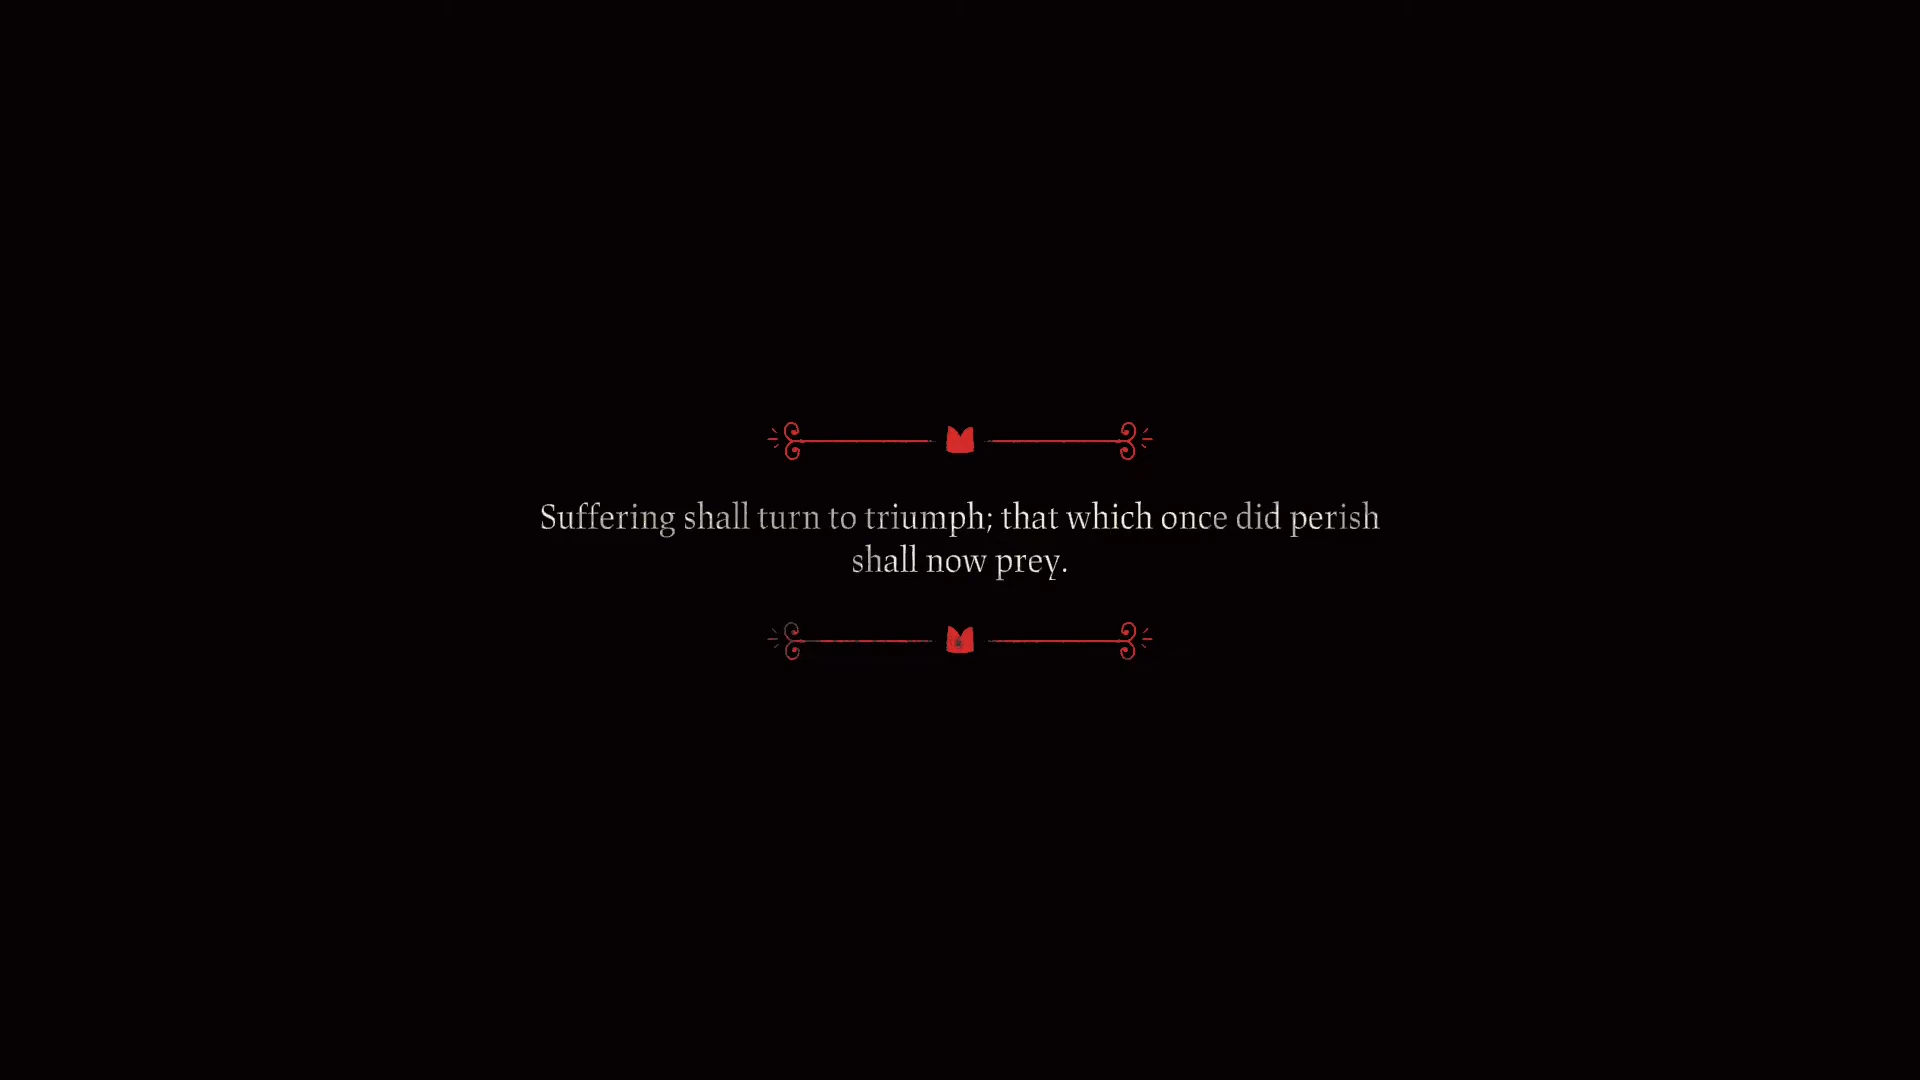 Suffering shall turn to triumph; that which once did perish
shall now prey.